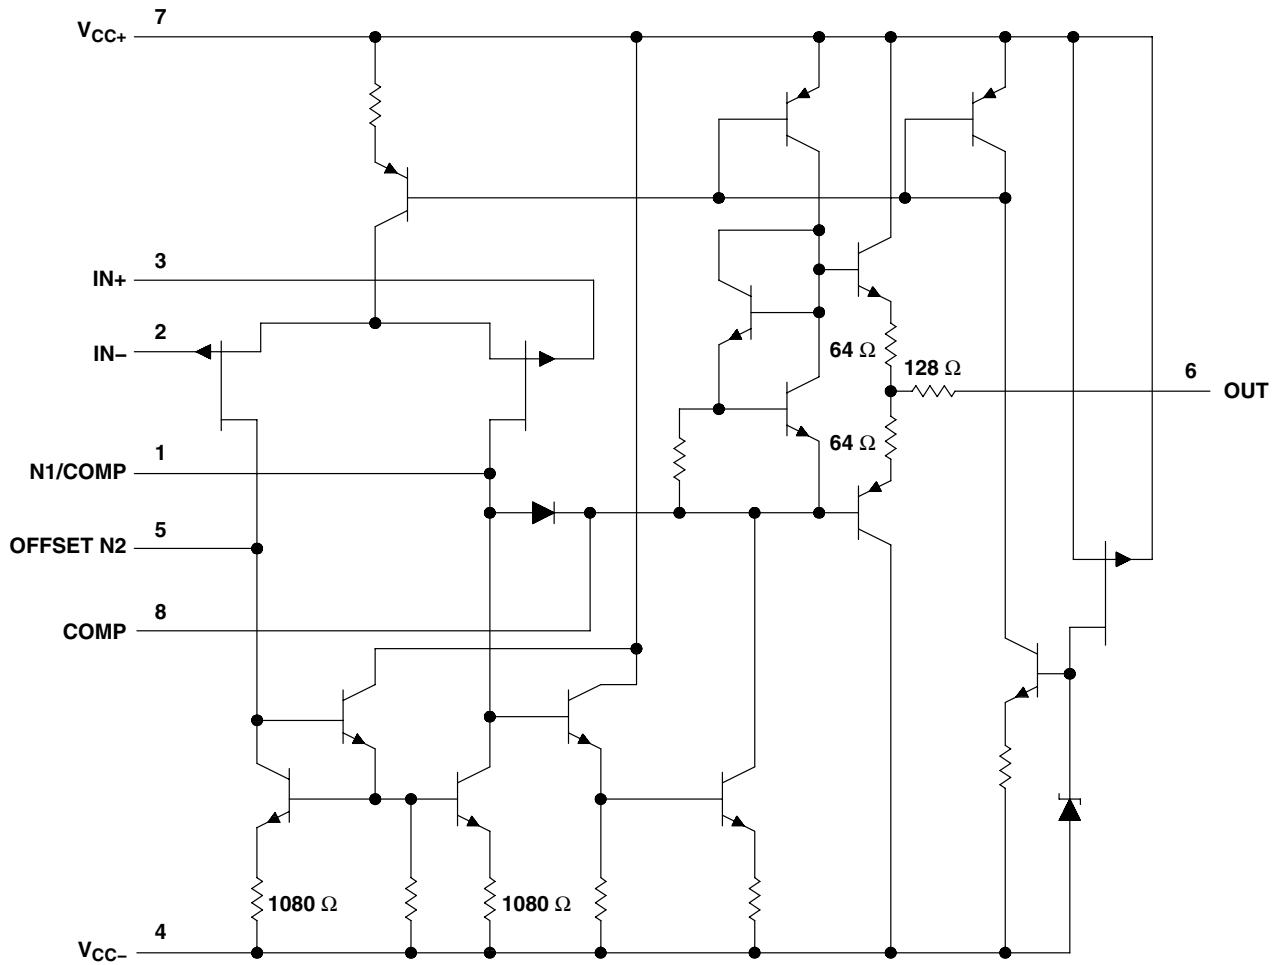 7
VCC+
3
IN+
2
IN−
64 Ω
128 Ω
6
OUT
64 Ω
1
N1/COMP
5
OFFSET N2
8
COMP
1080 Ω
1080 Ω
4
VCC−